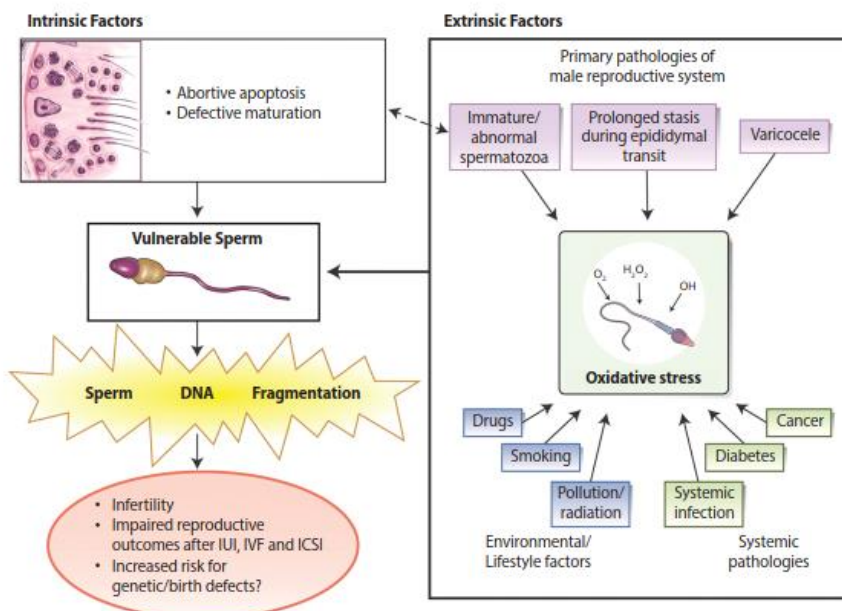 Intrinsic Factors
• Abortive apoptosis
• Defective maturation
Vulnerable Sperm
Sperm DNA Fragmentation
• Infertility
• Impaired reproductive
outcomes after IUI, IVF and ICSI
• Increased risk for
genetic/birth defects?
Extrinsic Factors
Primary pathologies of
male reproductive system
Immature/
abnormal
spermatozoa
Prolonged stasis
during epididymal
transit
Varicocele
O₂
H₂O₂
OH
Oxidative stress
Drugs
Smoking
Pollution/
radiation
Environmental/
Lifestyle factors
Cancer
Diabetes
Systemic
infection
Systemic
pathologies